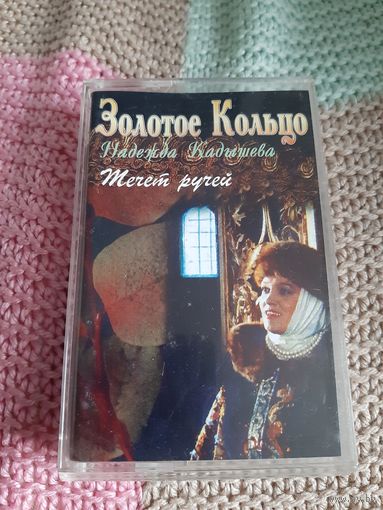 Золотое Кольцо
Надежда Кадышева
Течет ручей